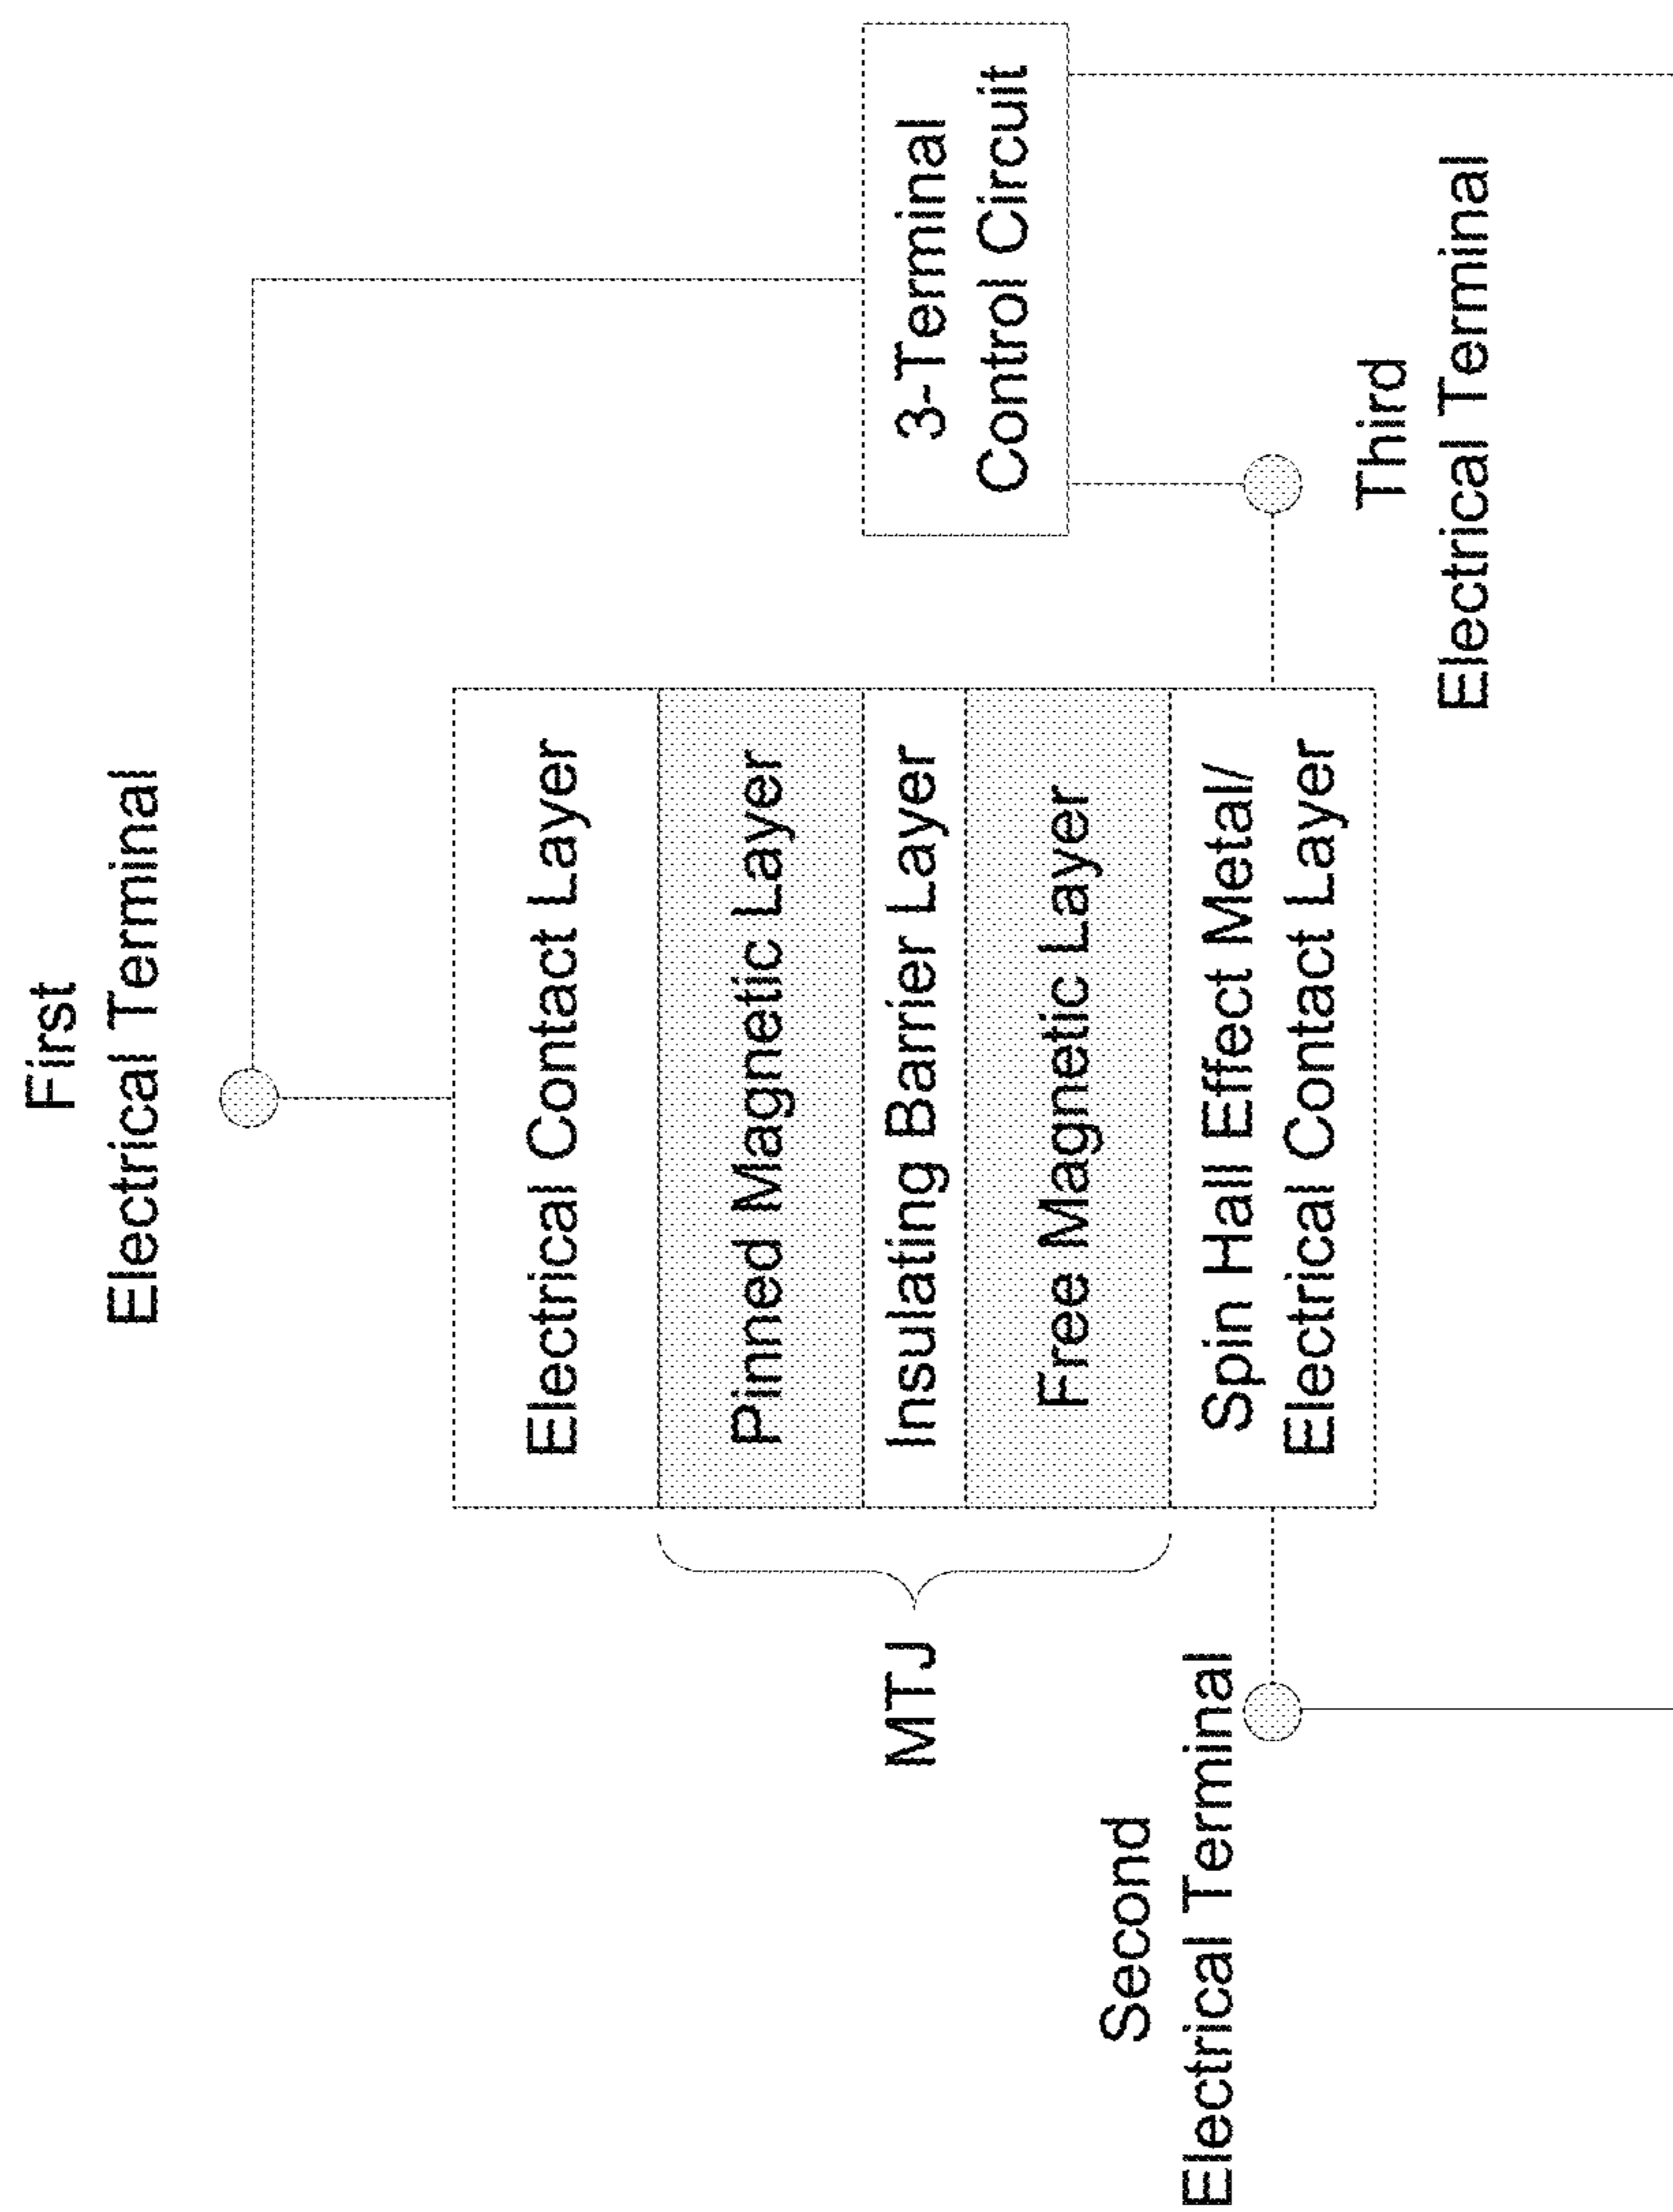 First
Electrical Terminal
Electrical Contact Layer
Pinned Magnetic Layer
MTJ
Insulating Barrier Layer
3-Terminal
Control Circuit
Free Magnetic Layer
Second
Electrical Terminal
Spin Hall Effect Metal/
Electrical Contact Layer
Third
Electrical Terminal